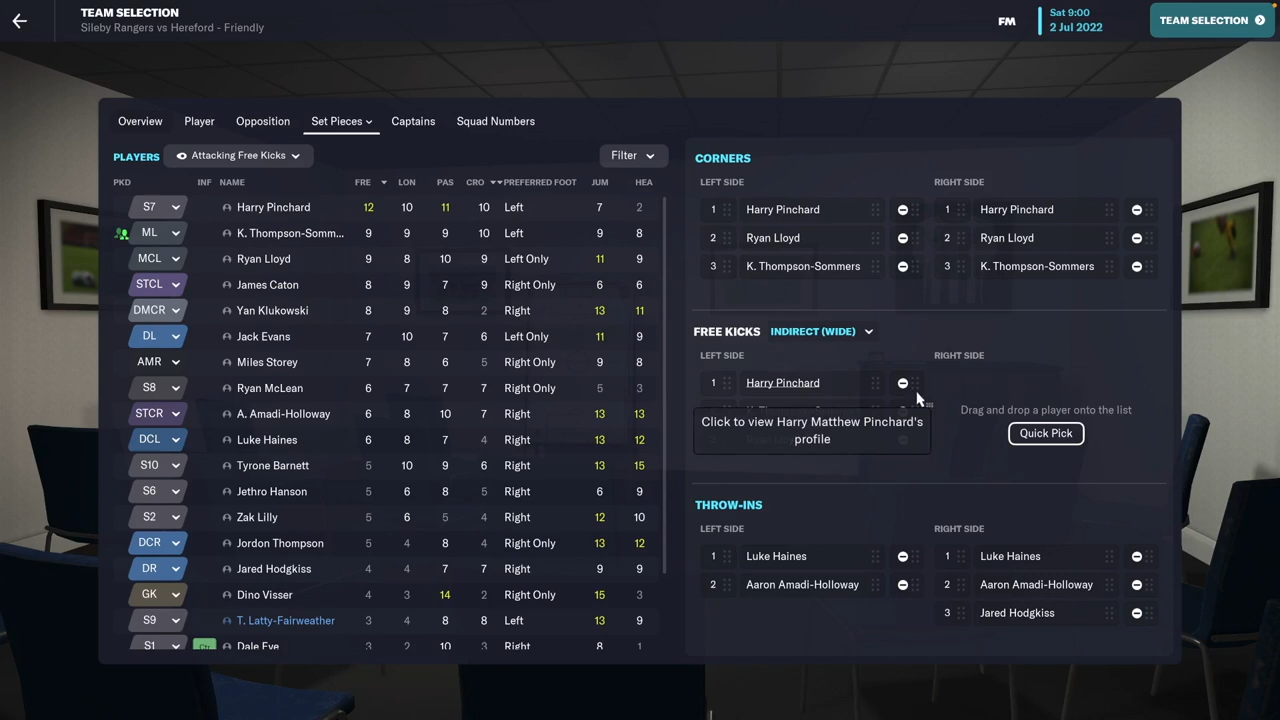 TEAM SELECTION
Sileby Rangers vs Hereford - Friendly
FM
Sat 9:00
2 Jul 2022
TEAM SELECTION
Overview
Player
Opposition
Set Pieces
Captains
Squad Numbers
PLAYERS
Attacking Free Kicks
Filter
PKD INF NAME FRE LON PAS CRO PREFERRED FOOT JUM HEA
S7 Harry Pinchard 12 10 11 10 Left 7 2
ML K. Thompson-Somm... 9 9 9 10 Left 9 8
MCL Ryan Lloyd 9 8 10 9 Left Only 11 9
STCL James Caton 8 9 7 9 Right Only 6 6
DMCR Yan Klukowski 8 9 8 2 Right 13 11
DL Jack Evans 7 10 7 6 Left Only 11 9
AMR Miles Storey 7 8 6 5 Right Only 9 8
S8 Ryan McLean 6 7 7 7 Right Only 5 3
STCR A. Amadi-Holloway 6 8 10 7 Right 13 13
DCL Luke Haines 6 8 7 4 Right 13 12
S10 Tyrone Barnett 5 10 9 6 Right 13 15
S6 Jethro Hanson 5 6 8 5 Right 6 9
S2 Zak Lilly 5 6 5 4 Right 12 10
DCR Jordon Thompson 5 4 8 4 Right Only 13 12
DR Jared Hodgkiss 4 4 7 7 Right 9 9
GK Dino Visser 4 3 14 2 Right Only 15 3
S9 T. Latty-Fairweather 3 4 8 8 Left 13 9
S1 Dale Eve 3 2 10 3 Right 8 1
CORNERS
LEFT SIDE
1 Harry Pinchard
2 Ryan Lloyd
3 K. Thompson-Sommers
RIGHT SIDE
1 Harry Pinchard
2 Ryan Lloyd
3 K. Thompson-Sommers
FREE KICKS INDIRECT (WIDE)
LEFT SIDE
1 Harry Pinchard
Click to view Harry Matthew Pinchard's
profile
RIGHT SIDE
Drag and drop a player onto the list
Quick Pick
THROW-INS
LEFT SIDE
1 Luke Haines
2 Aaron Amadi-Holloway
RIGHT SIDE
1 Luke Haines
2 Aaron Amadi-Holloway
3 Jared Hodgkiss